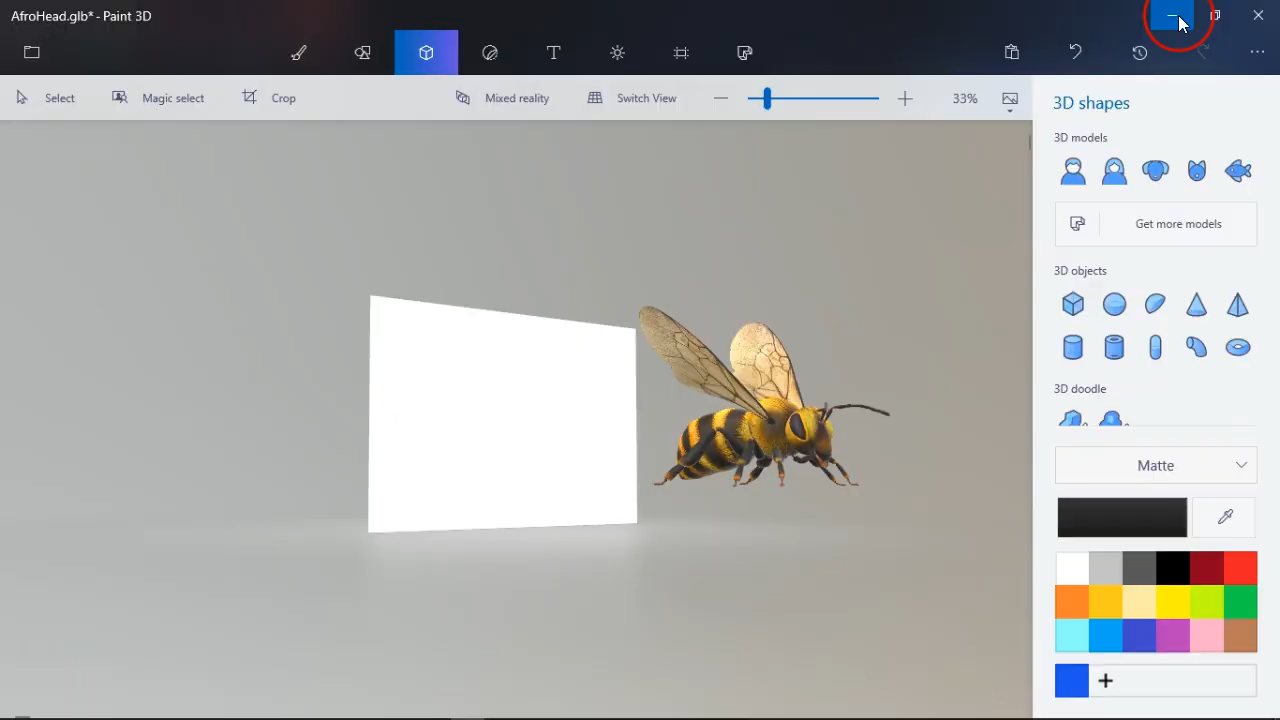 AfroHead.glb* - Paint 3D
Select
Magic select
Crop
Mixed reality
Switch View
33%
3D shapes
3D models
Get more models
3D objects
3D doodle
Matte